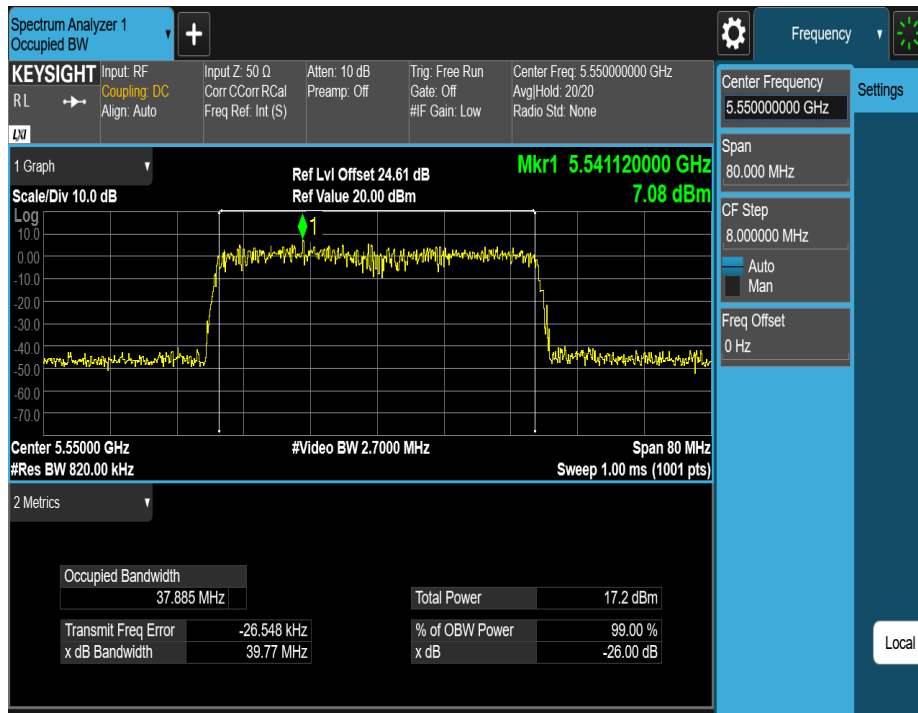 Spectrum Analyzer 1
Occupied BW
+
Frequency
KEYSIGHT
RL
LXI
Input: RF
Coupling: DC
Align: Auto
Input Z: 50 Ω
Corr CCorr RCal
Freq Ref: Int (S)
Atten: 10 dB
Preamp: Off
Trig: Free Run
Gate: Off
#IF Gain: Low
Center Freq: 5.550000000 GHz
Avg|Hold: 20/20
Radio Std: None
1 Graph
Scale/Div 10.0 dB
Ref Lvl Offset 24.61 dB
Ref Value 20.00 dBm
Mkr1 5.541120000 GHz
7.08 dBm
Log
10.0
0.00
-10.0
-20.0
-30.0
-40.0
-50.0
-60.0
-70.0
1
Center 5.55000 GHz
#Video BW 2.7000 MHz
Span 80 MHz
#Res BW 820.00 kHz
Sweep 1.00 ms (1001 pts)
2 Metrics
Occupied Bandwidth
37.885 MHz
Total Power 17.2 dBm
Transmit Freq Error -26.548 kHz
% of OBW Power 99.00 %
x dB Bandwidth 39.77 MHz
x dB -26.00 dB
Center Frequency
5.550000000 GHz
Settings
Span
80.000 MHz
CF Step
8.000000 MHz
Auto
Man
Freq Offset
0 Hz
Local